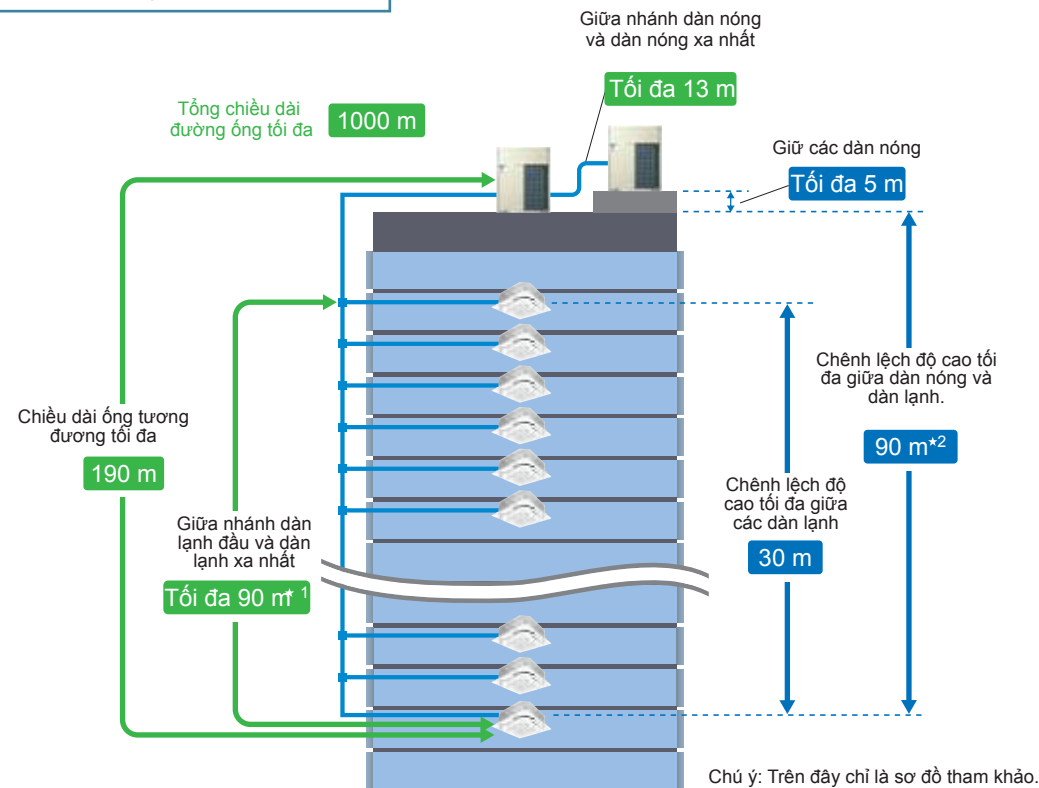 Giữa nhánh dàn nóng
và dàn nóng xa nhất
Tối đa 13 m
Tổng chiều dài
đường ống tối đa
1000 m
Giữ các dàn nóng
Tối đa 5 m
Chênh lệch độ cao tối
đa giữa dàn nóng và
dàn lạnh.
90 m★2
Chiều dài ống tương
đương tối đa
190 m
Chênh lệch độ
cao tối đa giữa
các dàn lạnh
30 m
Giữa nhánh dàn
lạnh đầu và dàn
lạnh xa nhất
Tối đa 90 m★ 1
Chú ý: Trên đây chỉ là sơ đồ tham khảo.